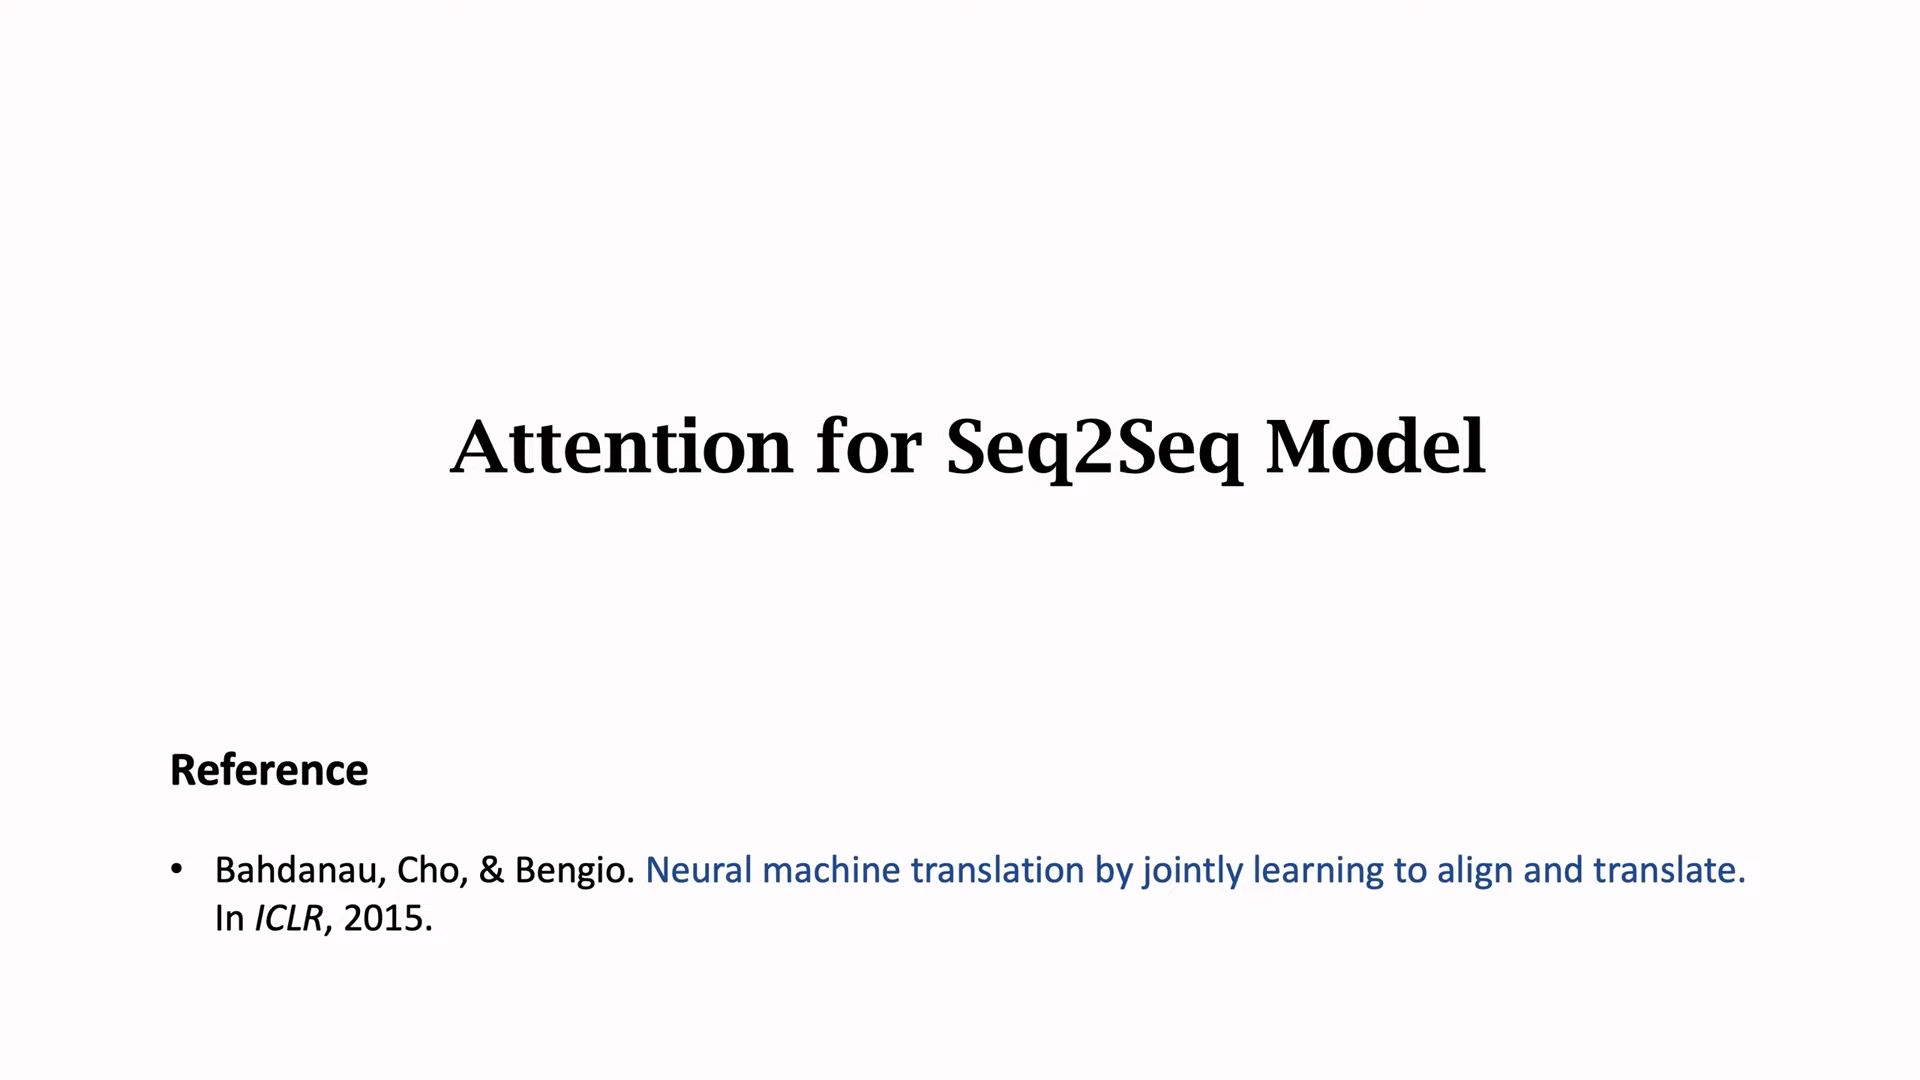 Attention for Seq2Seq Model
Reference
• Bahdanau, Cho, & Bengio. Neural machine translation by jointly learning to align and translate.
In ICLR, 2015.